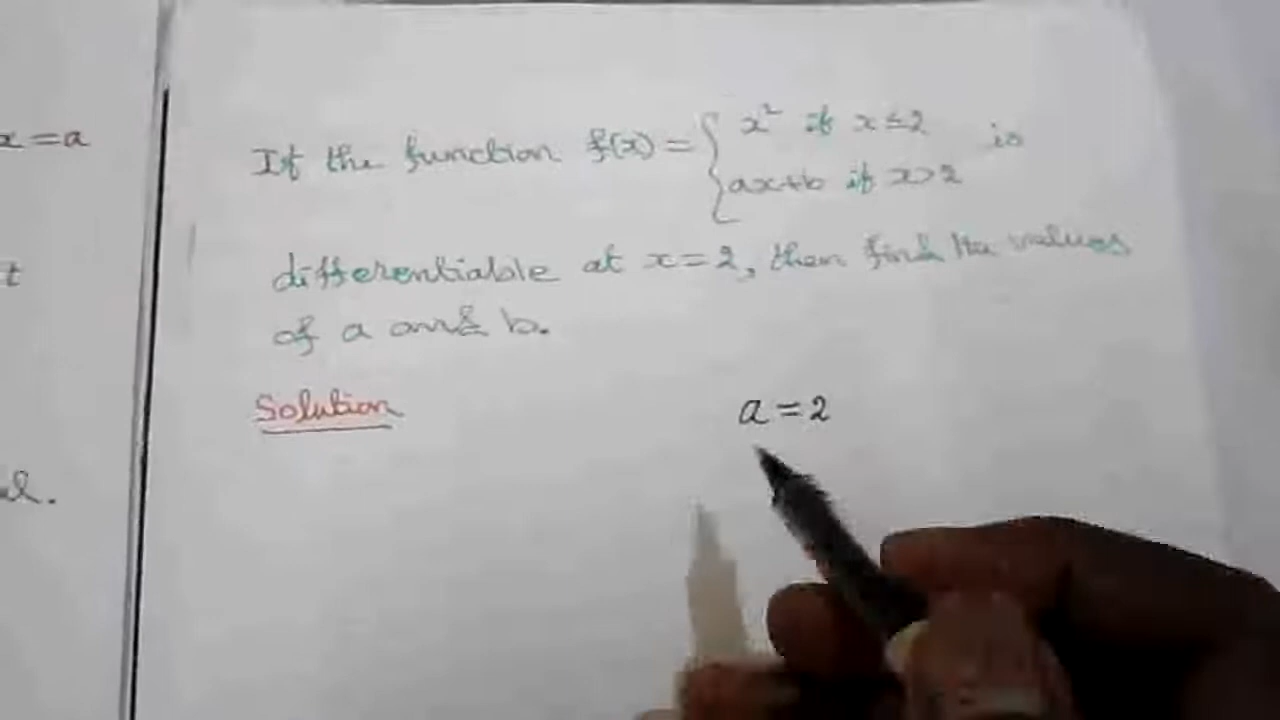 x = a
t
If the function f(x) = { x² if x ≤ 2 is
ax+b if x > 2
differentiable at x = 2, then find the values
of a and b.
Solution
a = 2